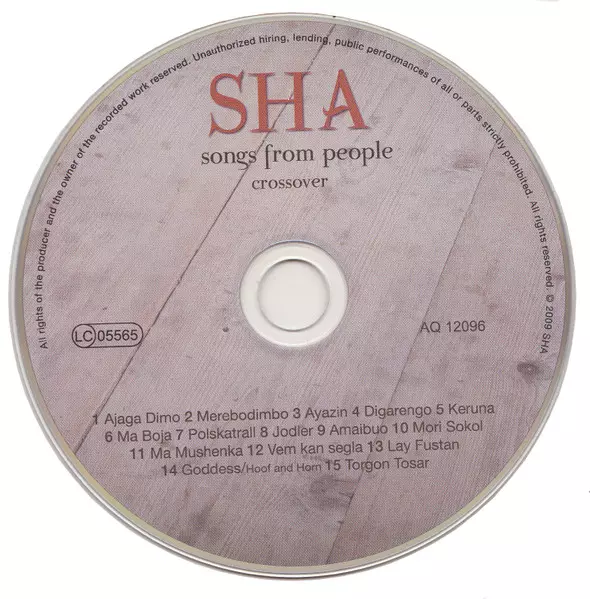 All rights of the producer and the owner of the recorded work reserved. Unauthorized hiring, lending, public performances of all or parts strictly prohibited. All rights reserved. © 2009 SHA
SHA
songs from people
crossover
LC 05565
AQ 12096
1 Ajaga Dimo 2 Merebodimbo 3 Ayazin 4 Digarengo 5 Keruna
6 Ma Boja 7 Polskatrall 8 Jodler 9 Amaibuo 10 Mori Sokol
11 Ma Mushenka 12 Vem kan segla 13 Lay Fustan
14 Goddess/Hoof and Horn 15 Torgon Tosar